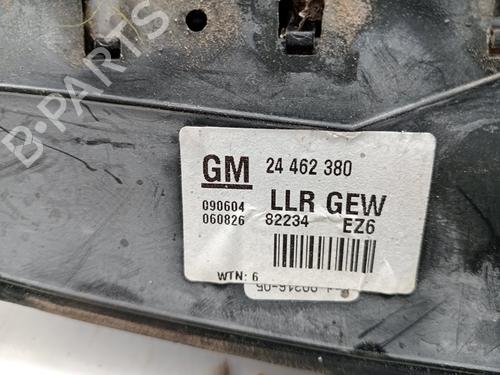 B-PARTS
GM 24 462 380
LLR GEW
090604
060826 82234 EZ6
WTN: 6